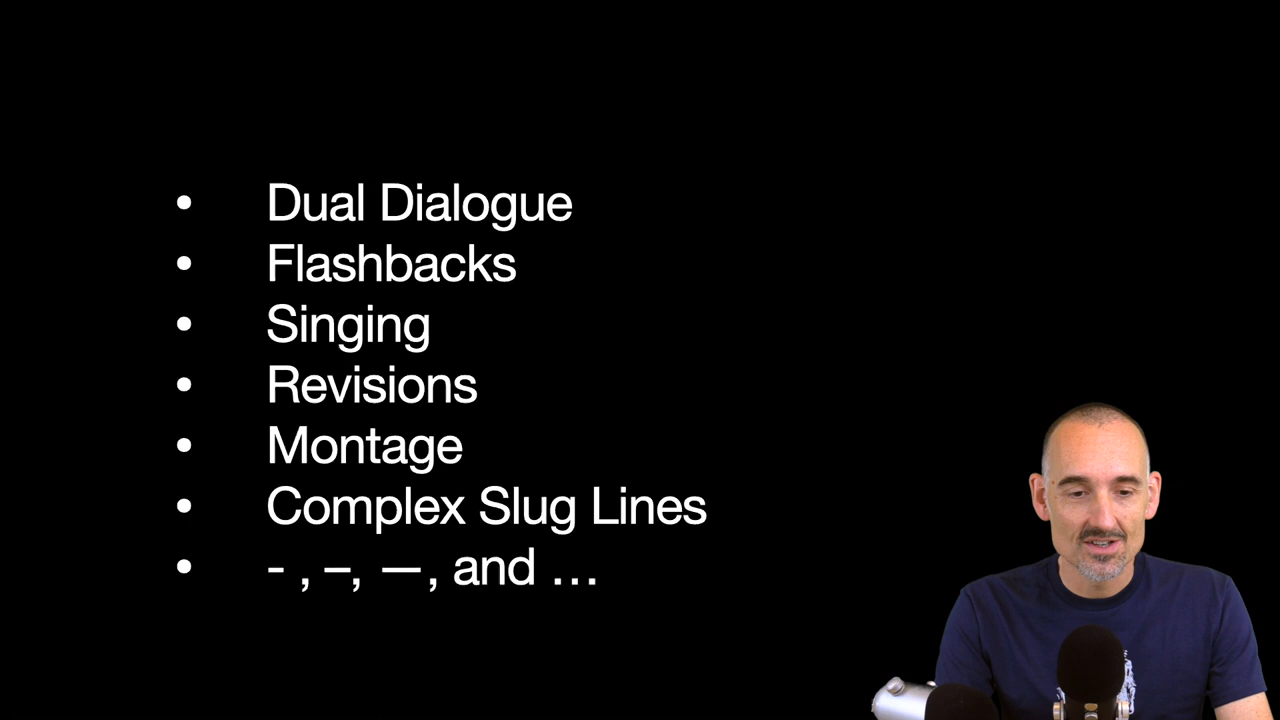 • Dual Dialogue
• Flashbacks
• Singing
• Revisions
• Montage
• Complex Slug Lines
• - , –, —, and …